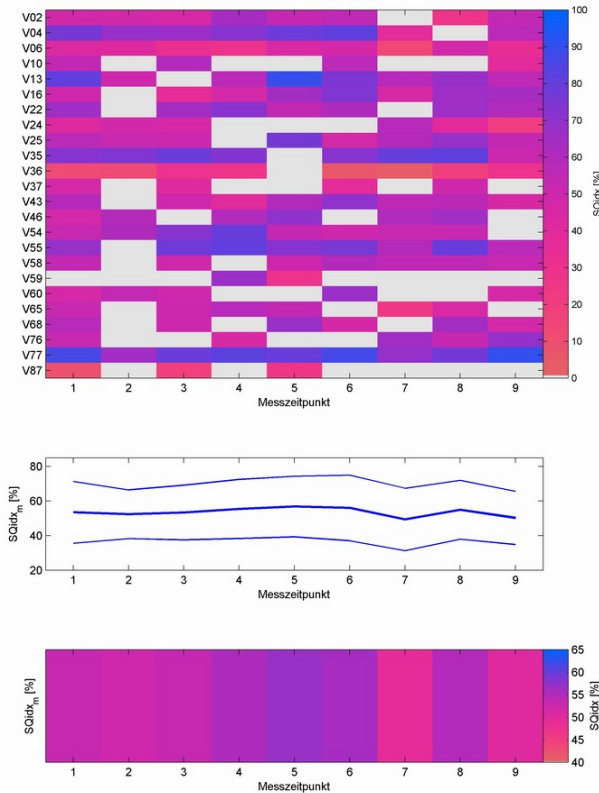 V02
V04
V06
V10
V13
V16
V22
V24
V25
V35
V36
V37
V43
V46
V54
V55
V58
V59
V60
V65
V68
V76
V77
V87
1 2 3 4 5 6 7 8 9
Messzeitpunkt
100
90
80
70
60
50
40
30
20
10
0
SQidx [%]
80
60
40
20
SQidx_m [%]
1 2 3 4 5 6 7 8 9
Messzeitpunkt
SQidx_m [%]
1 2 3 4 5 6 7 8 9
Messzeitpunkt
65
60
55
50
45
40
SQidx [%]